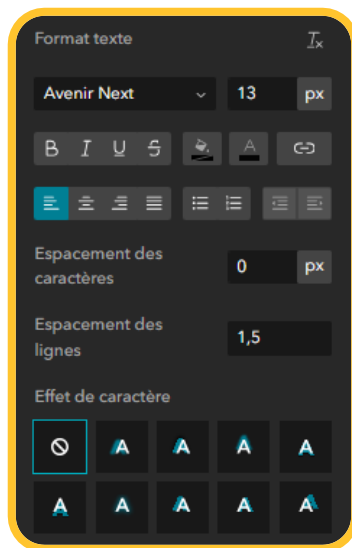 Format texte
Avenir Next 13 px
B I U S A
Espacement des
caractères 0 px
Espacement des
lignes 1,5
Effet de caractère
A A A A
A A A A A